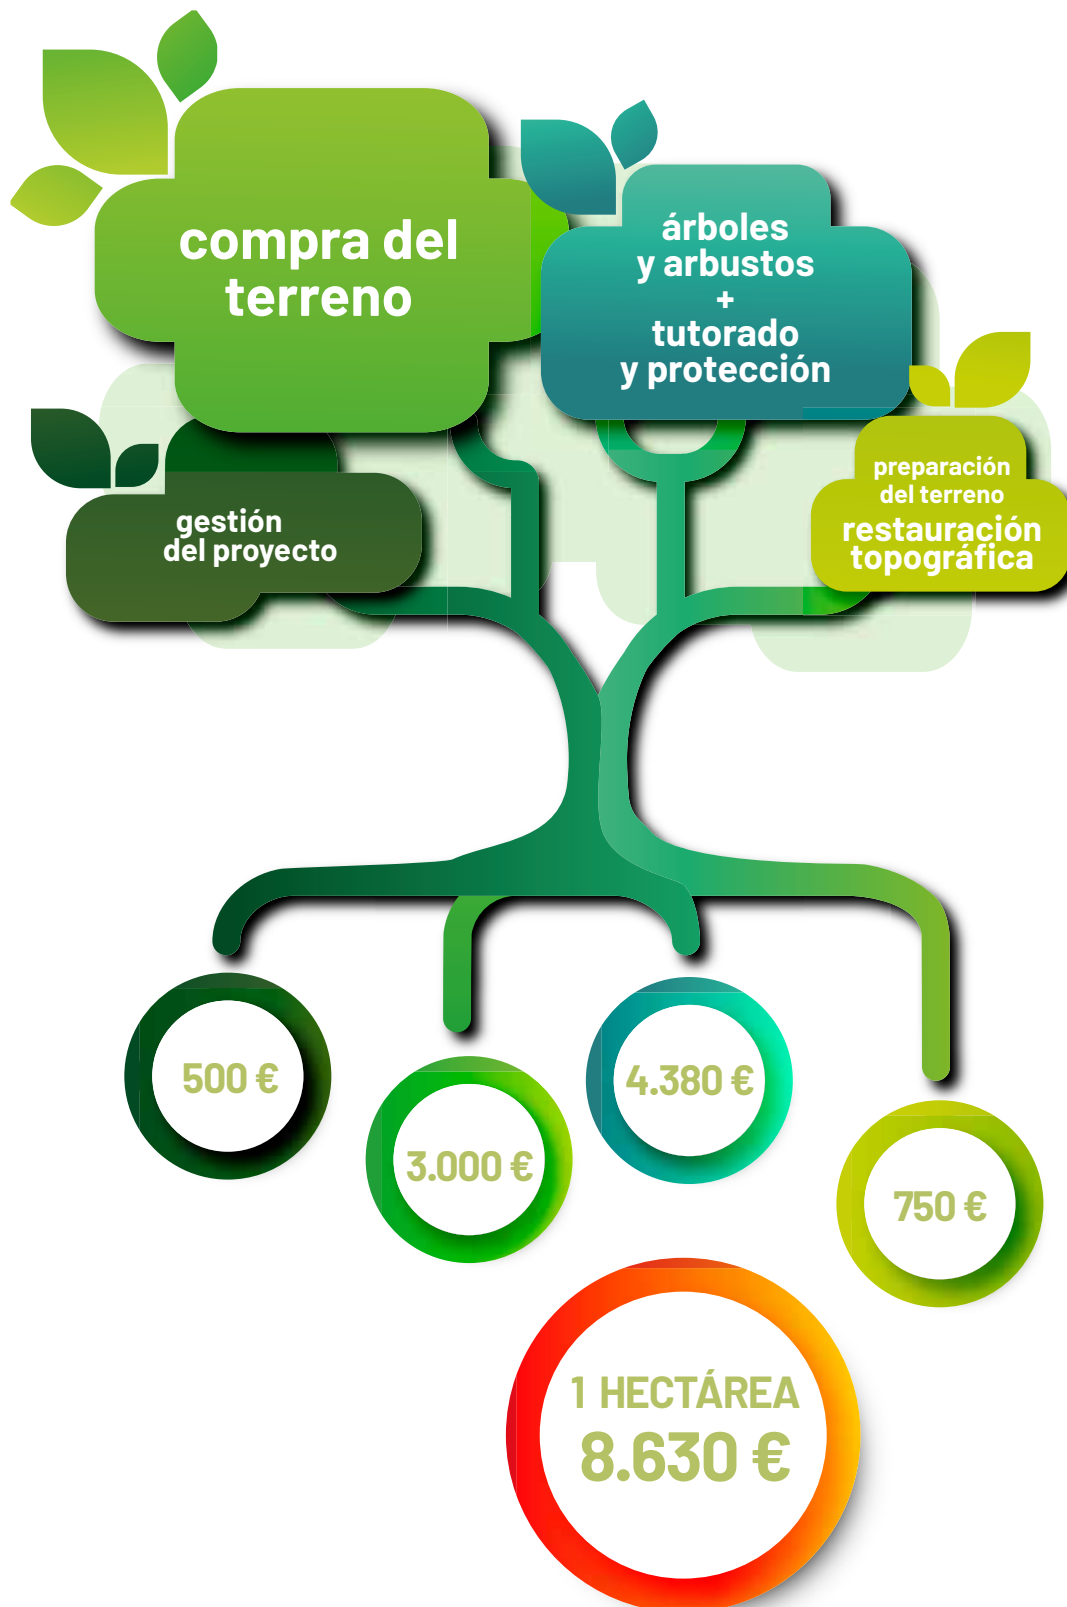 compra del
terreno
árboles
y arbustos
+
tutorado
y protección
gestión
del proyecto
preparación
del terreno
restauración
topográfica
500 €
3.000 €
4.380 €
750 €
1 HECTÁREA
8.630 €